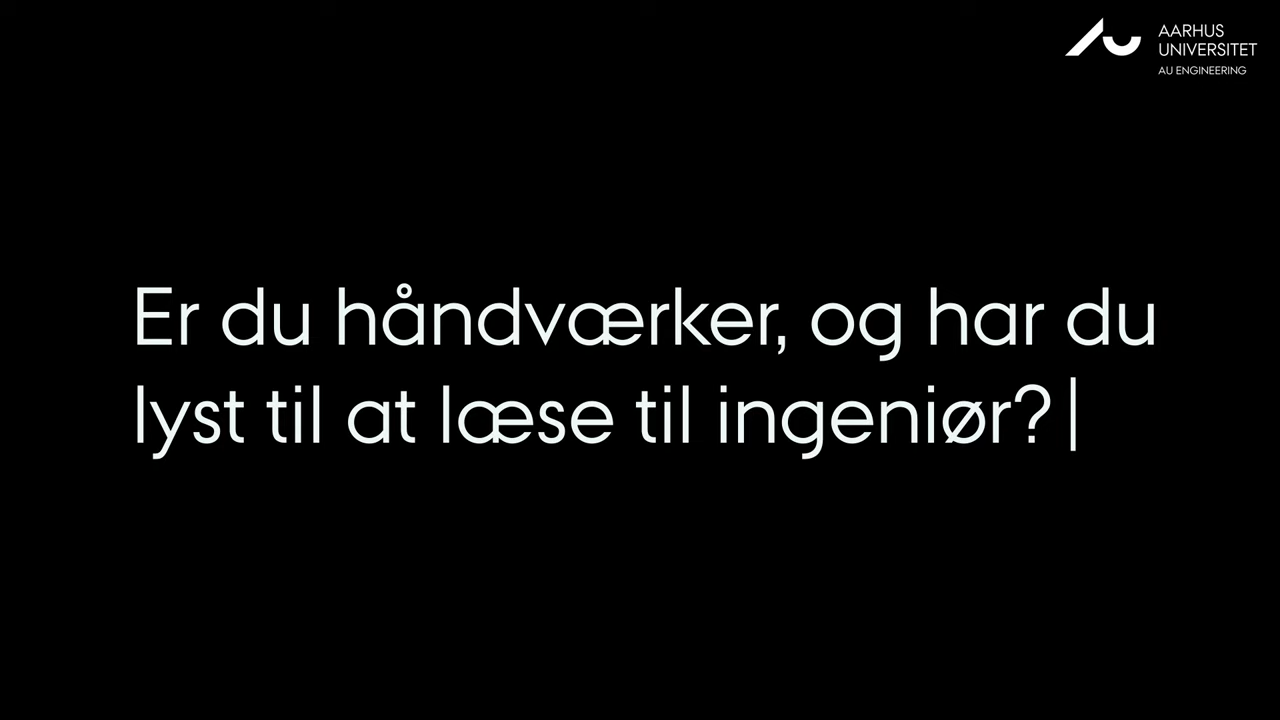 AARHUS
UNIVERSITET
AU ENGINEERING
Er du håndværker, og har du
lyst til at læse til ingeniør?